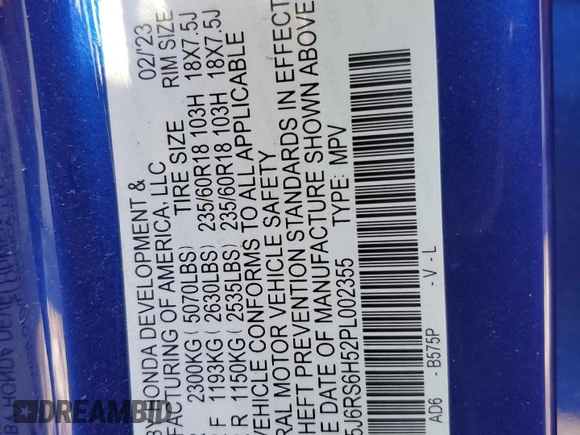 BY HONDA DEVELOPMENT & 02/'23
FACTURING OF AMERICA, LLC
TIRE SIZE RIM SIZE
2300KG ( 5070LBS)
F 1193KG ( 2630LBS) 235/60R18 103H 18X7.5J
R 1150KG ( 2535LBS) 235/60R18 103H 18X7.5J
VEHICLE CONFORMS TO ALL APPLICABLE
RAL MOTOR VEHICLE SAFETY
HEFT PREVENTION STANDARDS IN EFFECT
E DATE OF MANUFACTURE SHOWN ABOVE
5J6RS6H52PL002355 TYPE: MPV
AD6 - B575P - V - L
© AutoBidMaster